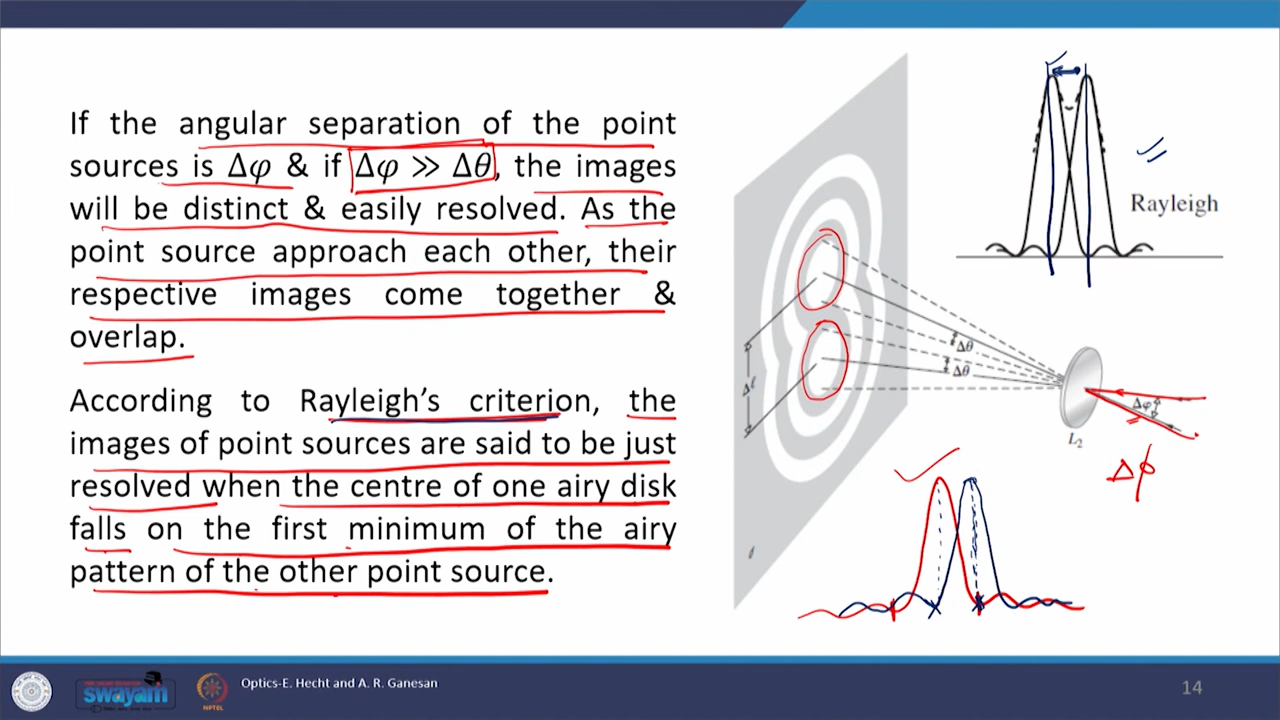 If the angular separation of the point
sources is Δφ & if Δφ ≫ Δθ, the images
will be distinct & easily resolved. As the
point source approach each other, their
respective images come together &
overlap.
According to Rayleigh's criterion, the
images of point sources are said to be just
resolved when the centre of one airy disk
falls on the first minimum of the airy
pattern of the other point source.
Rayleigh
Δθ
Δθ
Δℓ
Δφ
L₂
Δφ
swayam
NPTEL
Optics-E. Hecht and A. R. Ganesan
14